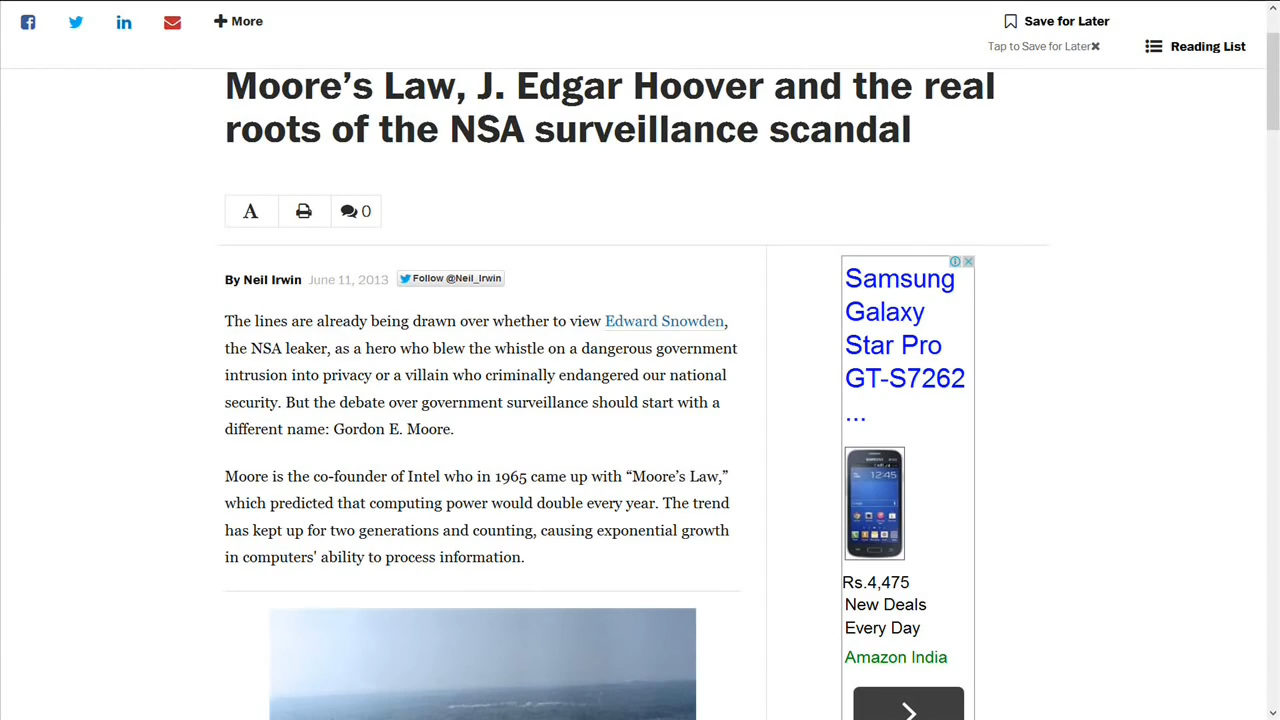 More
Save for Later
Tap to Save for Later
Reading List
Moore’s Law, J. Edgar Hoover and the real
roots of the NSA surveillance scandal
A
0
By Neil Irwin June 11, 2013 Follow @Neil_Irwin
The lines are already being drawn over whether to view Edward Snowden,
the NSA leaker, as a hero who blew the whistle on a dangerous government
intrusion into privacy or a villain who criminally endangered our national
security. But the debate over government surveillance should start with a
different name: Gordon E. Moore.
Moore is the co-founder of Intel who in 1965 came up with “Moore’s Law,”
which predicted that computing power would double every year. The trend
has kept up for two generations and counting, causing exponential growth
in computers' ability to process information.
Samsung
Galaxy
Star Pro
GT-S7262
...
SAMSUNG
12:45
Rs.4,475
New Deals
Every Day
Amazon India